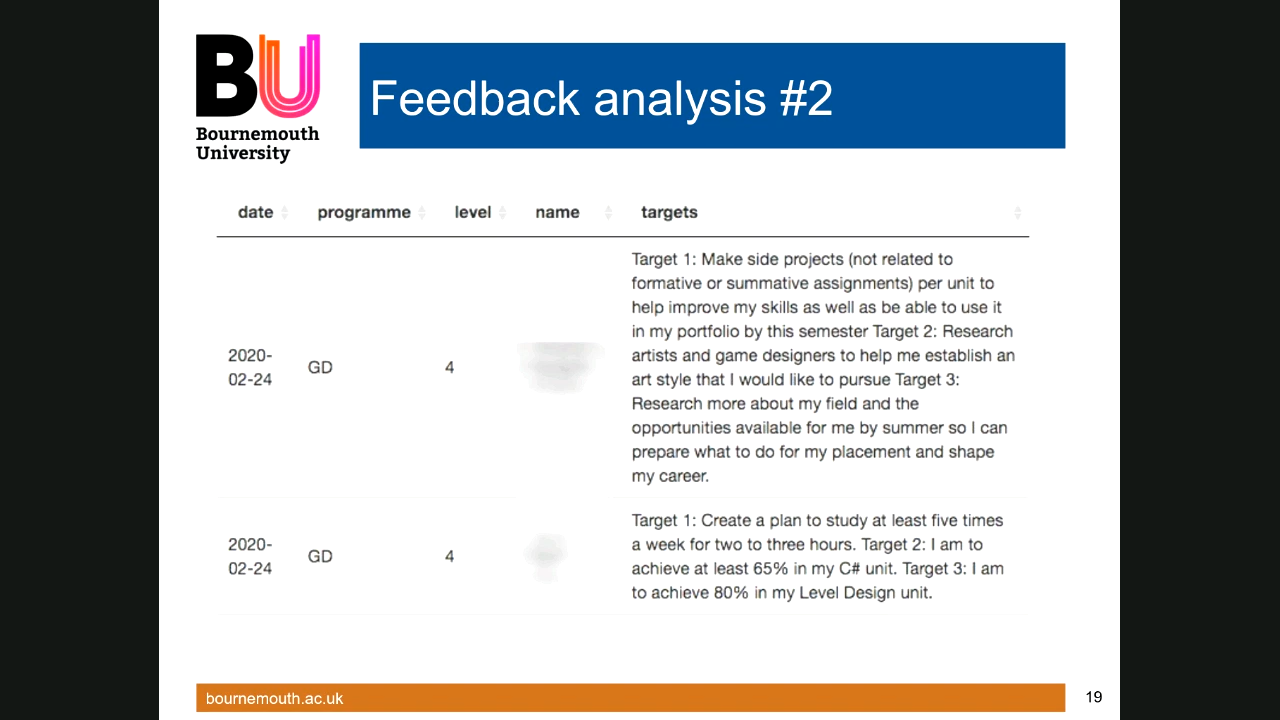 BU
Bournemouth
University
Feedback analysis #2
date programme level name targets
Target 1: Make side projects (not related to
formative or summative assignments) per unit to
help improve my skills as well as be able to use it
in my portfolio by this semester Target 2: Research
artists and game designers to help me establish an
art style that I would like to pursue Target 3:
Research more about my field and the
opportunities available for me by summer so I can
prepare what to do for my placement and shape
my career.
2020-
02-24
GD
4
Target 1: Create a plan to study at least five times
a week for two to three hours. Target 2: I am to
achieve at least 65% in my C# unit. Target 3: I am
to achieve 80% in my Level Design unit.
2020-
02-24
GD
4
bournemouth.ac.uk
19